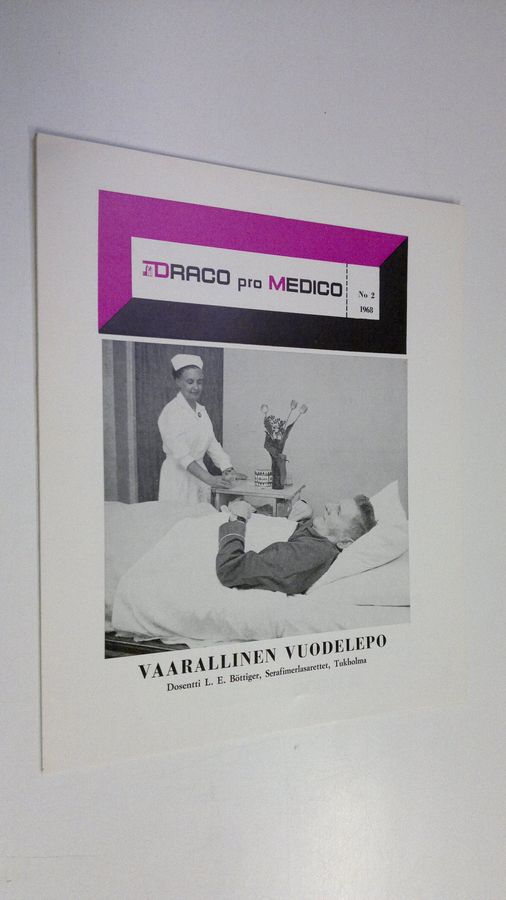 DRACO pro MEDICO
No 2
1968
VAARALLINEN VUODELEPO
Dosentti L. E. Böttiger, Serafimerlasarettet, Tukholma